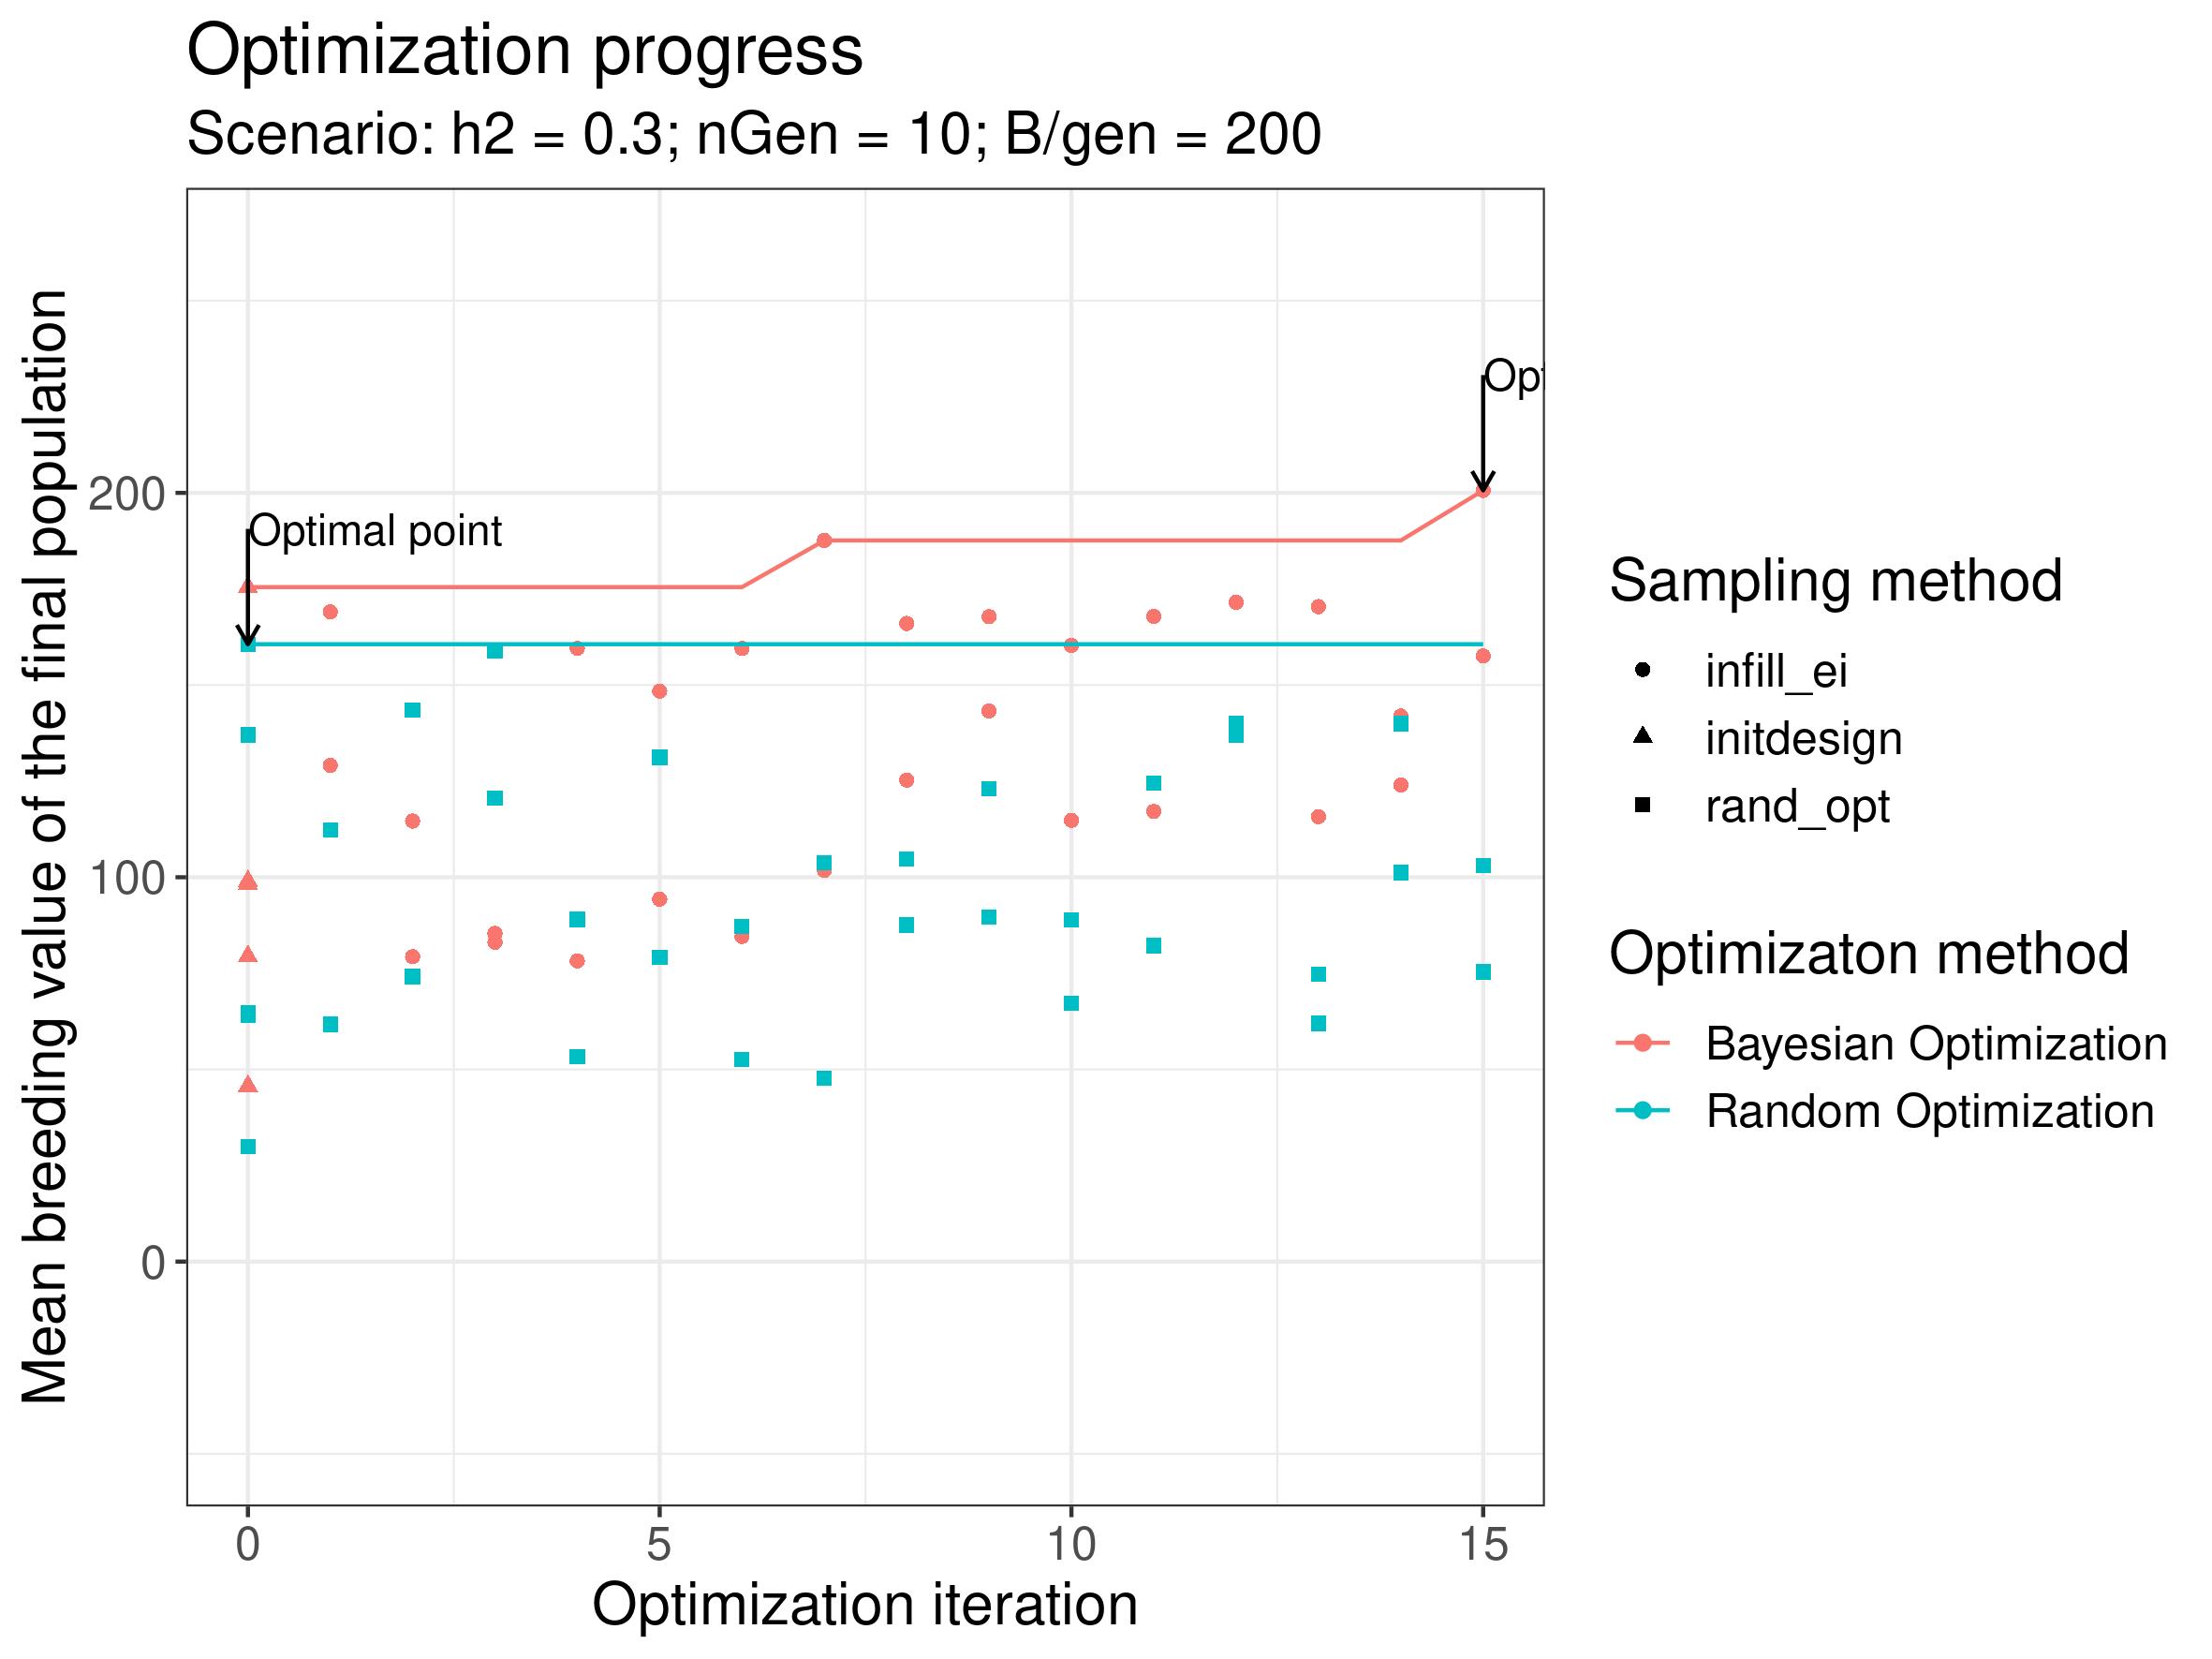 Optimization progress
Scenario: h2 = 0.3; nGen = 10; B/gen = 200
Mean breeding value of the final population
200
100
0
Optimal point
Opt
0
5
10
15
Optimization iteration
Sampling method
infill_ei
initdesign
rand_opt
Optimizaton method
Bayesian Optimization
Random Optimization